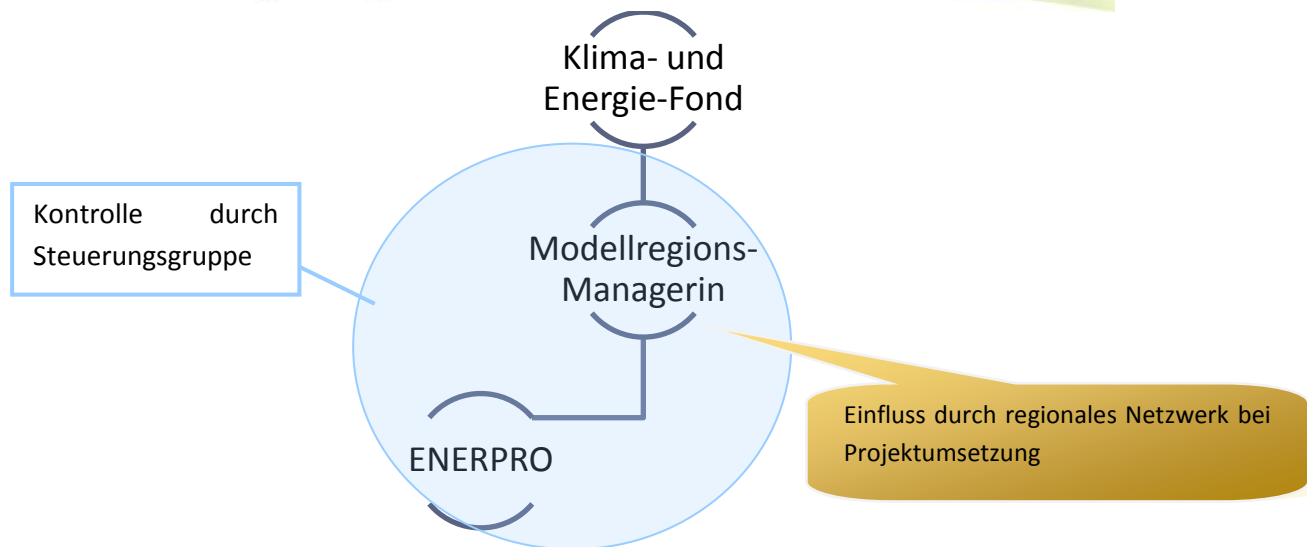 Klima- und
Energie-Fond
Kontrolle durch
Steuerungsgruppe
Modellregions-
Managerin
Einfluss durch regionales Netzwerk bei
Projektumsetzung
ENERPRO